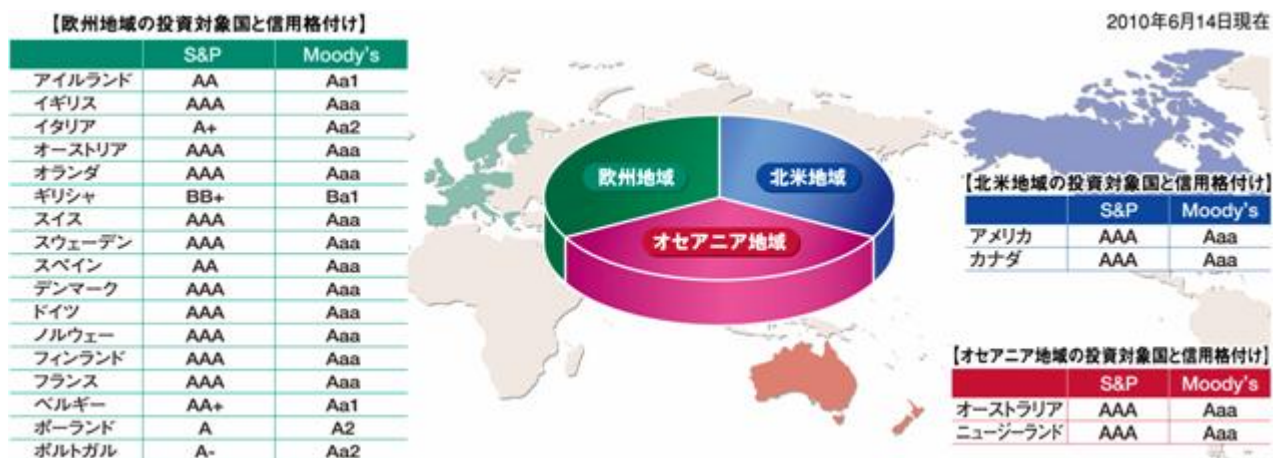 【欧州地域の投資対象国と信用格付け】
S&P Moody's
アイルランド AA Aa1
イギリス AAA Aaa
イタリア A+ Aa2
オーストリア AAA Aaa
オランダ AAA Aaa
ギリシャ BB+ Ba1
スイス AAA Aaa
スウェーデン AAA Aaa
スペイン AA Aaa
デンマーク AAA Aaa
ドイツ AAA Aaa
ノルウェー AAA Aaa
フィンランド AAA Aaa
フランス AAA Aaa
ベルギー AA+ Aa1
ポーランド A A2
ポルトガル A- Aa2
欧州地域
北米地域
オセアニア地域
2010年6月14日現在
【北米地域の投資対象国と信用格付け】
S&P Moody's
アメリカ AAA Aaa
カナダ AAA Aaa
【オセアニア地域の投資対象国と信用格付け】
S&P Moody's
オーストラリア AAA Aaa
ニュージーランド AAA Aaa